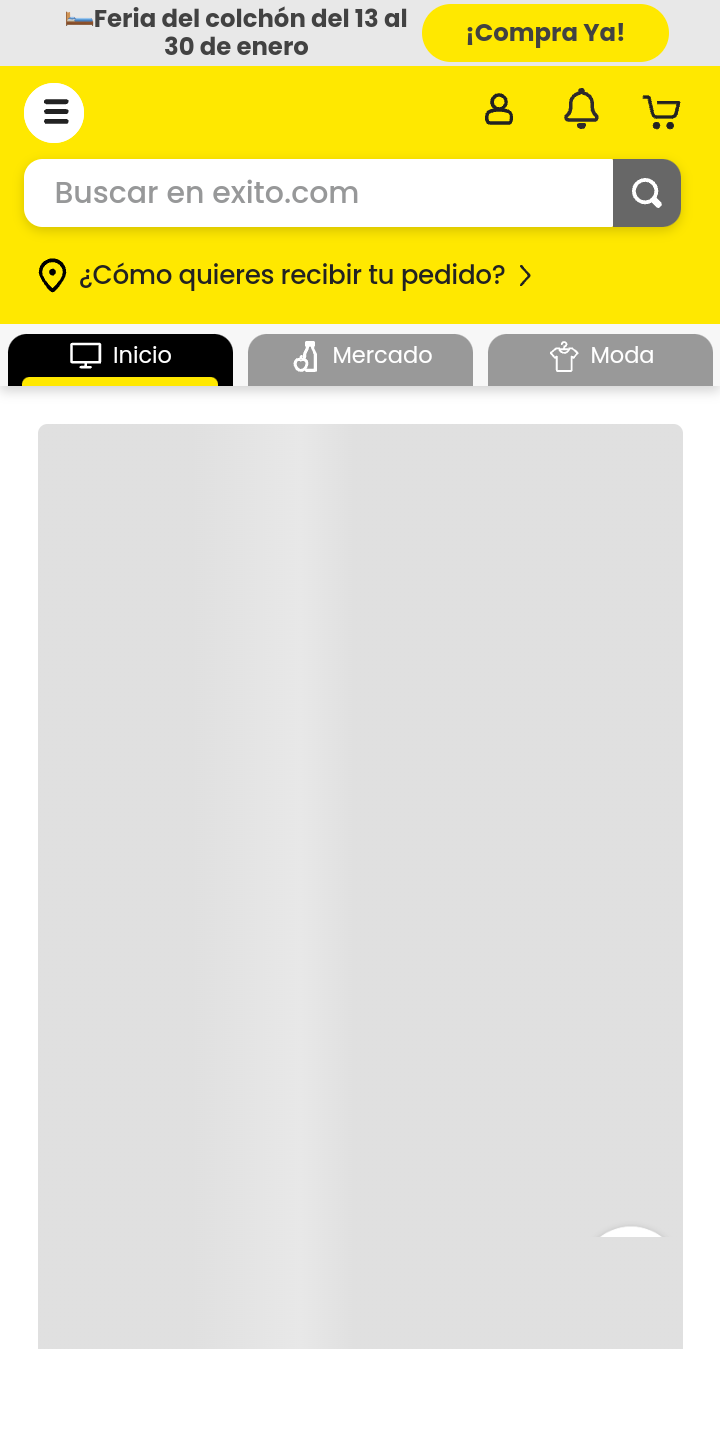 Feria del colchón del 13 al
30 de enero
¡Compra Ya!
Buscar en exito.com
¿Cómo quieres recibir tu pedido?
Inicio
Mercado
Moda